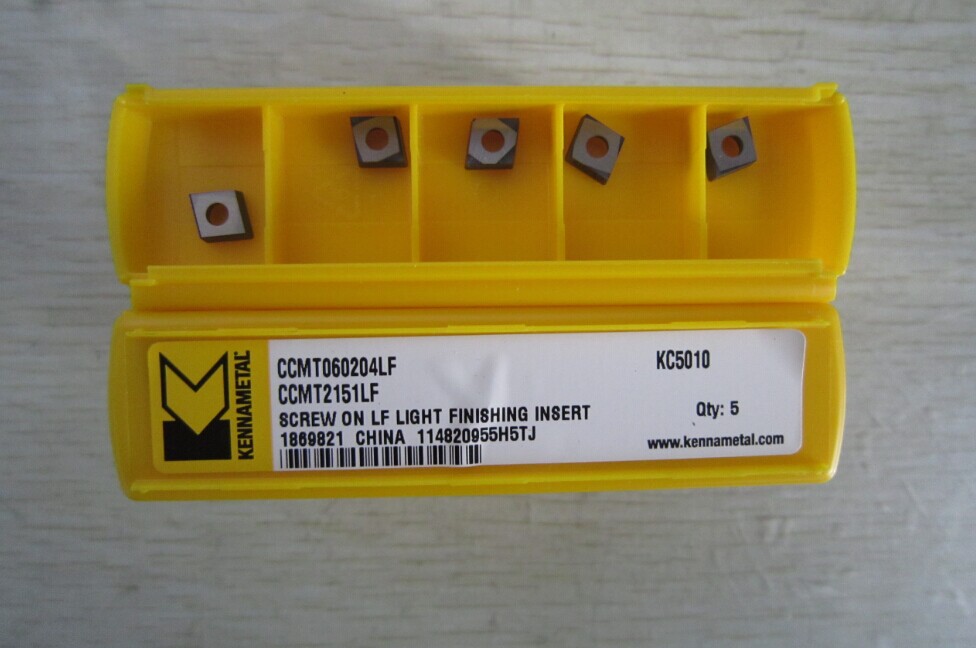 KENNAMETAL
CCMT060204LF
KC5010
CCMT2151LF
SCREW ON LF LIGHT FINISHING INSERT
Qty: 5
1869821 CHINA 114820955H5TJ
www.kennametal.com